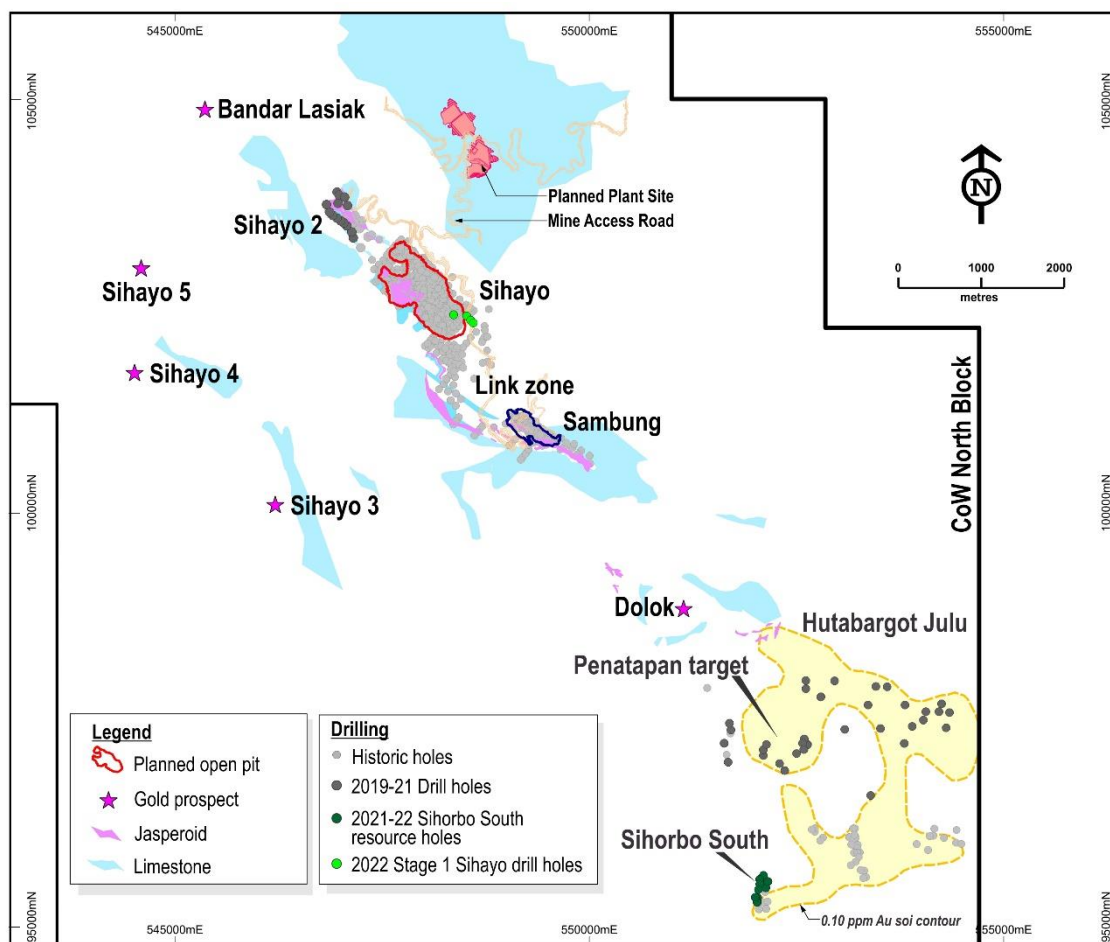 545000mE
550000mE
555000mE
105000mN
105000mN
Bandar Lasiak
N
Planned Plant Site
Mine Access Road
Sihayo 2
Sihayo 5
Sihayo
0 1000 2000
metres
Sihayo 4
Link zone
Sambung
CoW North Block
100000mN
100000mN
Sihayo 3
Dolok
Hutabargot Julu
Penatapan target
Legend
Planned open pit
Gold prospect
Jasperoid
Limestone
Drilling
Historic holes
2019-21 Drill holes
2021-22 Sihorbo South
resource holes
2022 Stage 1 Sihayo drill holes
Sihorbo South
0.10 ppm Au soi contour
95000mN
95000mN
545000mE
550000mE
555000mE